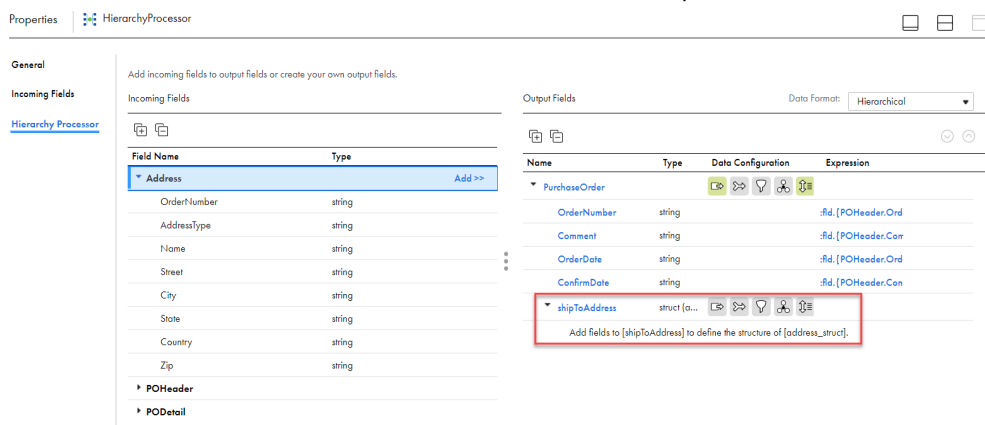 Properties HierarchyProcessor
General
Incoming Fields
Hierarchy Processor
Add incoming fields to output fields or create your own output fields.
Incoming Fields
Field Name Type
Address Add >>
OrderNumber string
AddressType string
Name string
Street string
City string
State string
Country string
Zip string
POHeader
PODetail
Output Fields Data Format: Hierarchical
Name Type Data Configuration Expression
PurchaseOrder
OrderNumber string :fld.{POHeader.Ord
Comment string :fld.{POHeader.Com
OrderDate string :fld.{POHeader.Ord
ConfirmDate string :fld.{POHeader.Con
shipToAddress struct (a...
Add fields to [shipToAddress] to define the structure of [address_struct].